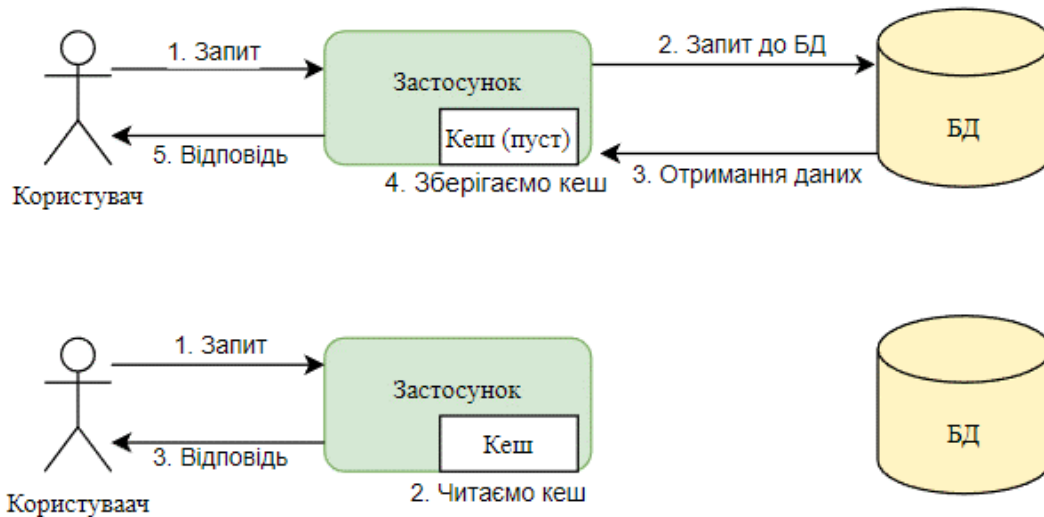 1. Запит
2. Запит до БД
Застосунок
Кеш (пуст)
БД
5. Відповідь
3. Отримання даних
4. Зберігаємо кеш
Користувач
1. Запит
Застосунок
Кеш
БД
3. Відповідь
2. Читаємо кеш
Користуваач